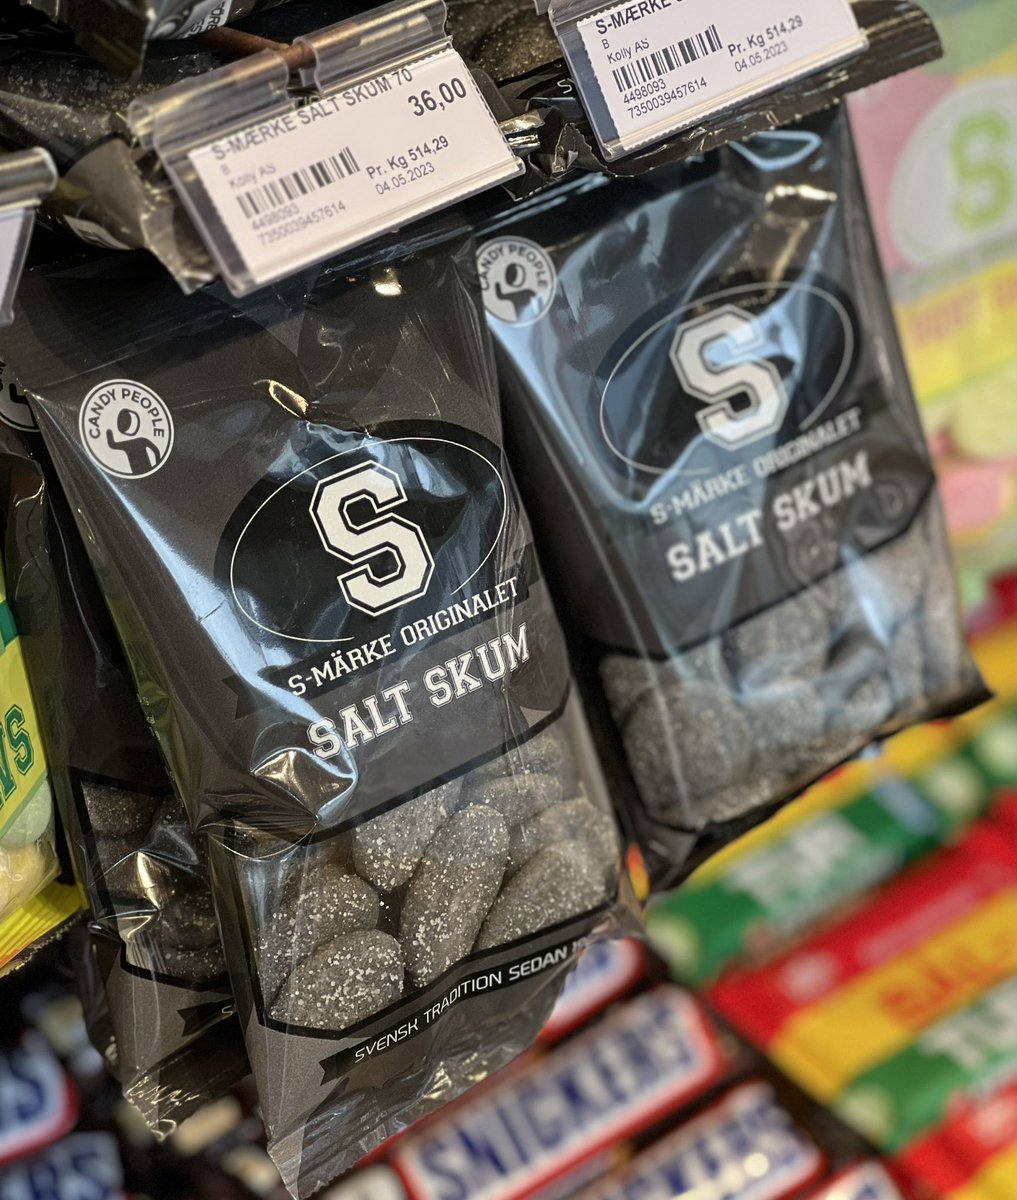 S-MÆRKE SALT SKUM 70
B
Kolly AS
36,00
4498093
7350039457614
Pr. Kg 514,29
04.05.2023
S-MÆRKE
B
Kolly AS
4498093
7350039457614
Pr. Kg 514,29
04.05.2023
CANDY PEOPLE
S
S-MÄRKE ORIGINALET
SALT SKUM
SVENSK TRADITION SEDAN
CANDY PEOPLE
S
S-MÄRKE ORIGINALET
SALT SKUM
S
SNICKERS